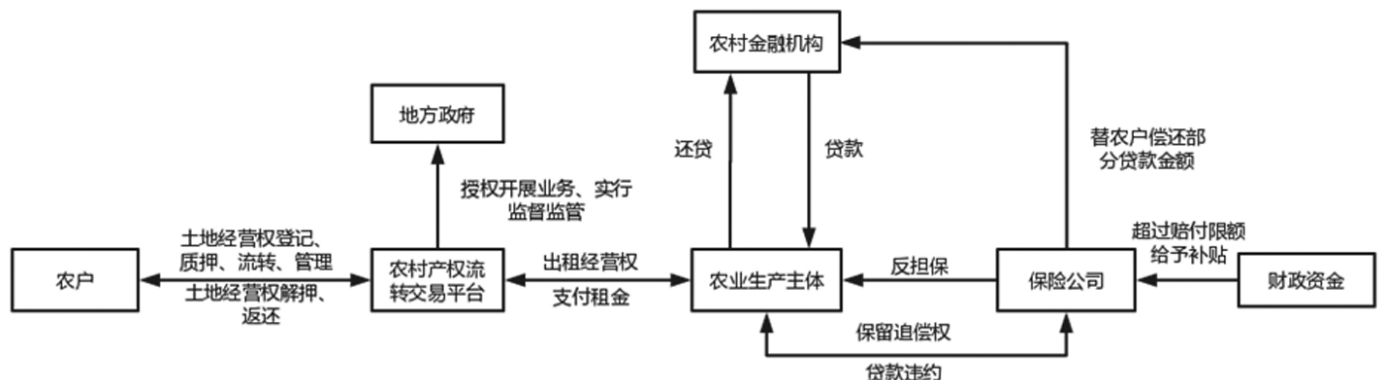 农村金融机构
地方政府
还贷
贷款
替农户偿还部
分贷款金额
授权开展业务、实行
监督监管
土地经营权登记、
质押、流转、管理
土地经营权解押、
返还
农户
农村产权流
转交易平台
出租经营权
支付租金
农业生产主体
反担保
保险公司
超过赔付限额
给予补贴
财政资金
保留追偿权
贷款违约